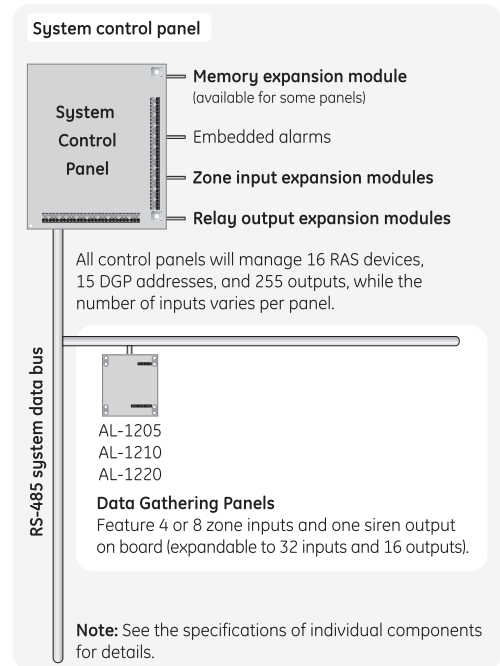 System control panel
System
Control
Panel
Memory expansion module
(available for some panels)
Embedded alarms
Zone input expansion modules
Relay output expansion modules
All control panels will manage 16 RAS devices,
15 DGP addresses, and 255 outputs, while the
number of inputs varies per panel.
RS-485 system data bus
AL-1205
AL-1210
AL-1220
Data Gathering Panels
Feature 4 or 8 zone inputs and one siren output
on board (expandable to 32 inputs and 16 outputs).
Note: See the specifications of individual components
for details.